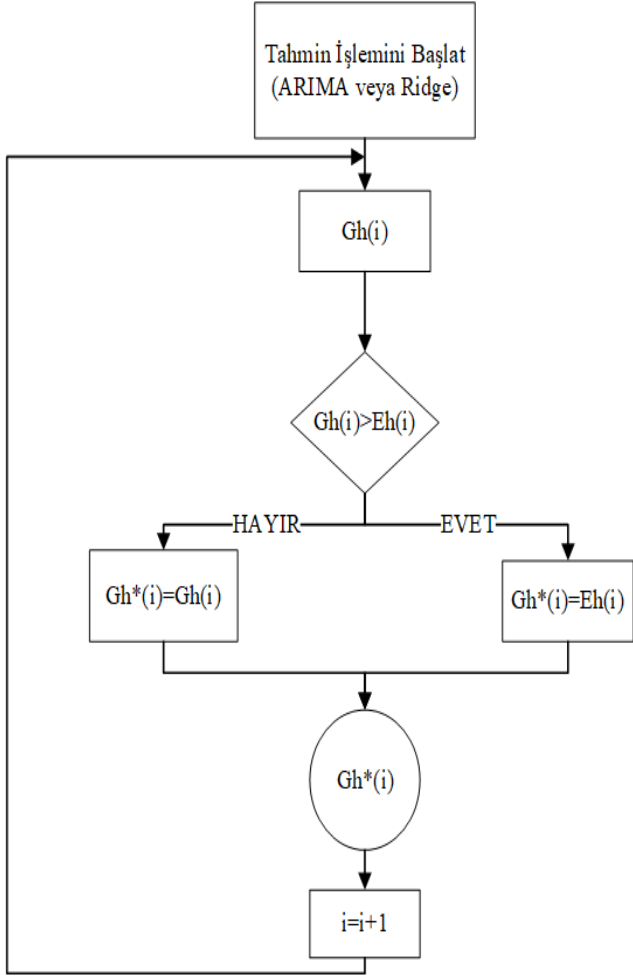 Tahmin İşlemini Başlat
(ARIMA veya Ridge)
Gh(i)
Gh(i)>Eh(i)
HAYIR
EVET
Gh*(i)=Gh(i)
Gh*(i)=Eh(i)
Gh*(i)
i=i+1